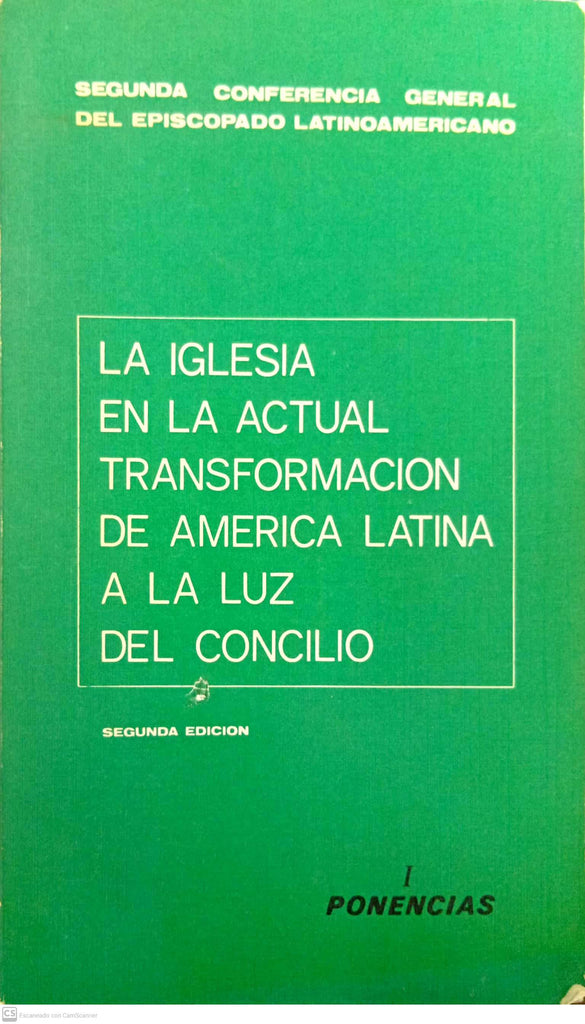 SEGUNDA CONFERENCIA GENERAL
DEL EPISCOPADO LATINOAMERICANO
LA IGLESIA
EN LA ACTUAL
TRANSFORMACION
DE AMERICA LATINA
A LA LUZ
DEL CONCILIO
SEGUNDA EDICION
I
PONENCIAS
CS Escaneado con CamScanner